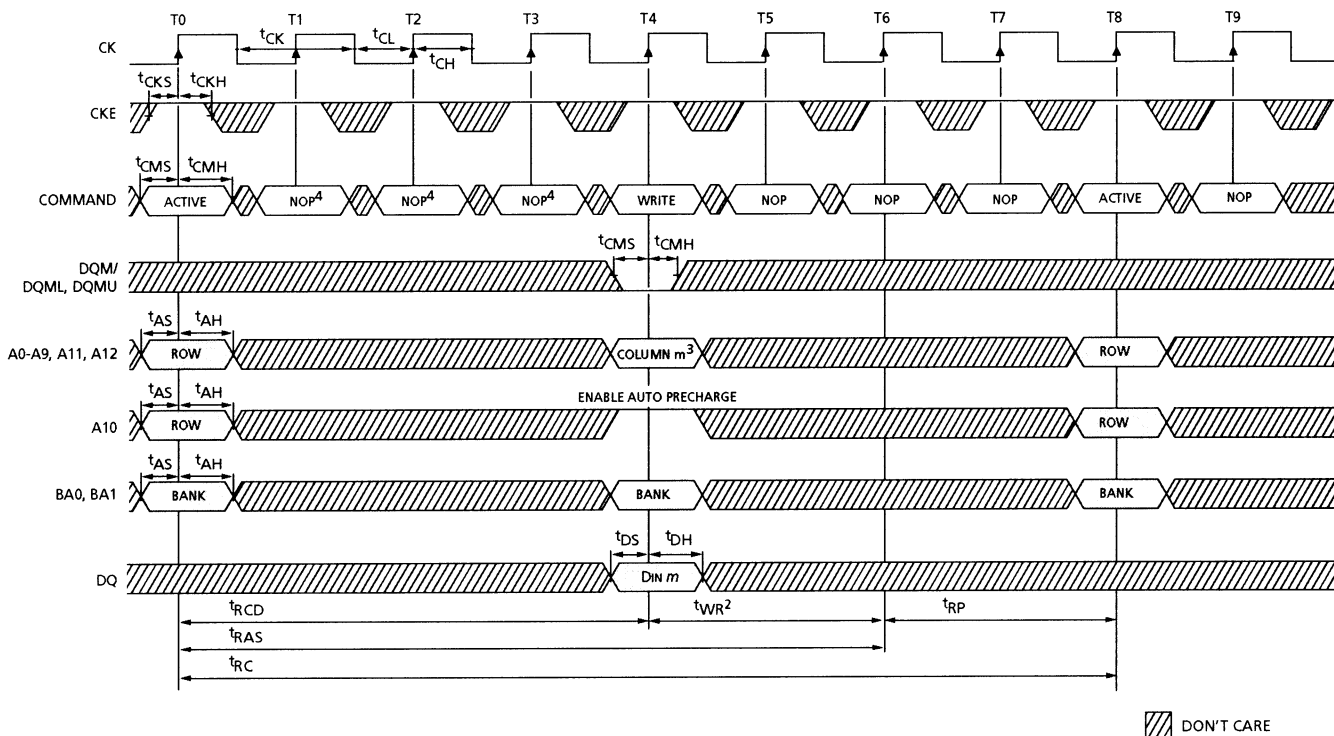 T0 T1 T2 T3 T4 T5 T6 T7 T8 T9
CK
tCK tCL
tCH
tCKS tCKH
CKE
tCMS tCMH
COMMAND ACTIVE NOP4 NOP4 NOP4 WRITE NOP NOP NOP ACTIVE NOP
tCMS tCMH
DQM/
DQML, DQMU
tAS tAH
A0-A9, A11, A12 ROW COLUMN m3 ROW
ENABLE AUTO PRECHARGE
tAS tAH
A10 ROW ROW
tAS tAH
BA0, BA1 BANK BANK BANK
tDS tDH
DQ DIN m
tRCD tWR2 tRP
tRAS
tRC
DON'T CARE